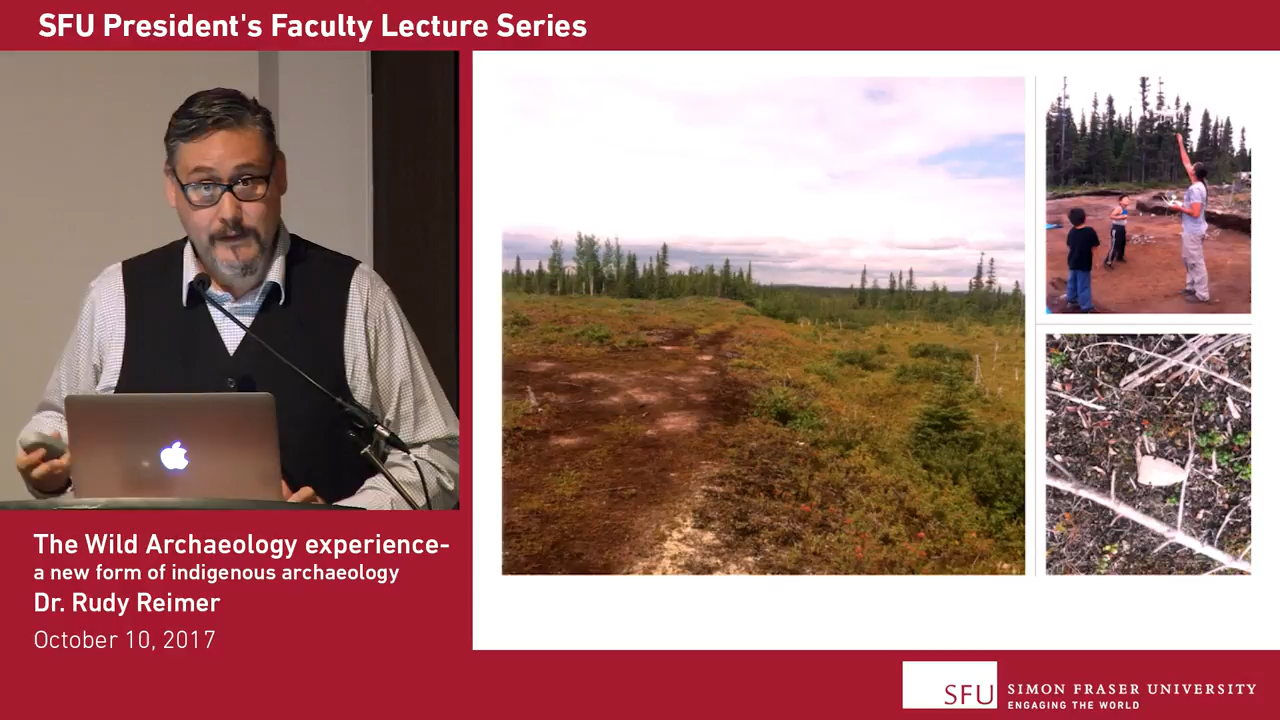 SFU President's Faculty Lecture Series
The Wild Archaeology experience-
a new form of indigenous archaeology
Dr. Rudy Reimer
October 10, 2017
SFU
SIMON FRASER UNIVERSITY
ENGAGING THE WORLD